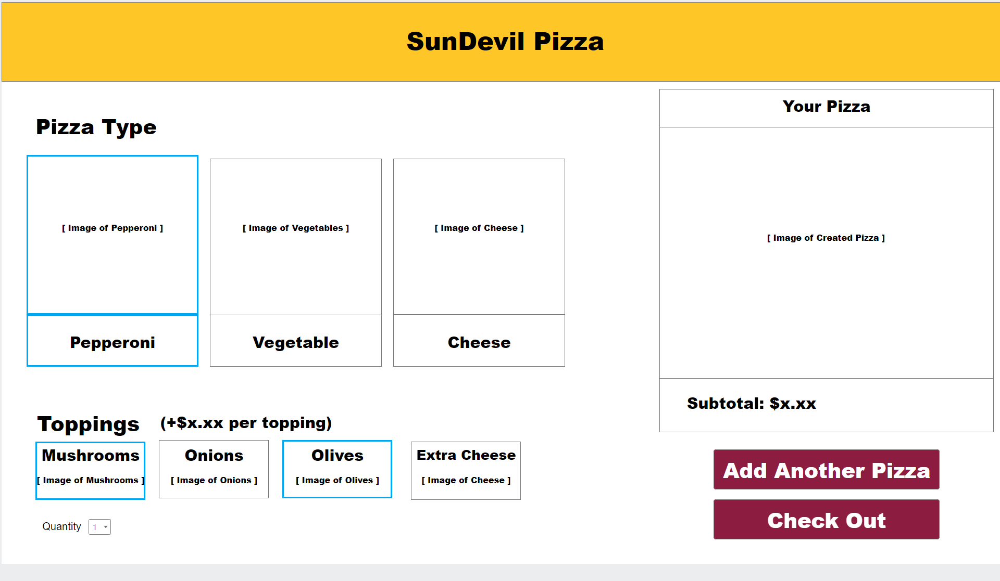 SunDevil Pizza
Pizza Type
[ Image of Pepperoni ]
Pepperoni
[ Image of Vegetables ]
Vegetable
[ Image of Cheese ]
Cheese
Toppings (+$x.xx per topping)
Mushrooms
[ Image of Mushrooms ]
Onions
[ Image of Onions ]
Olives
[ Image of Olives ]
Extra Cheese
[ Image of Cheese ]
Quantity 1
Your Pizza
[ Image of Created Pizza ]
Subtotal: $x.xx
Add Another Pizza
Check Out